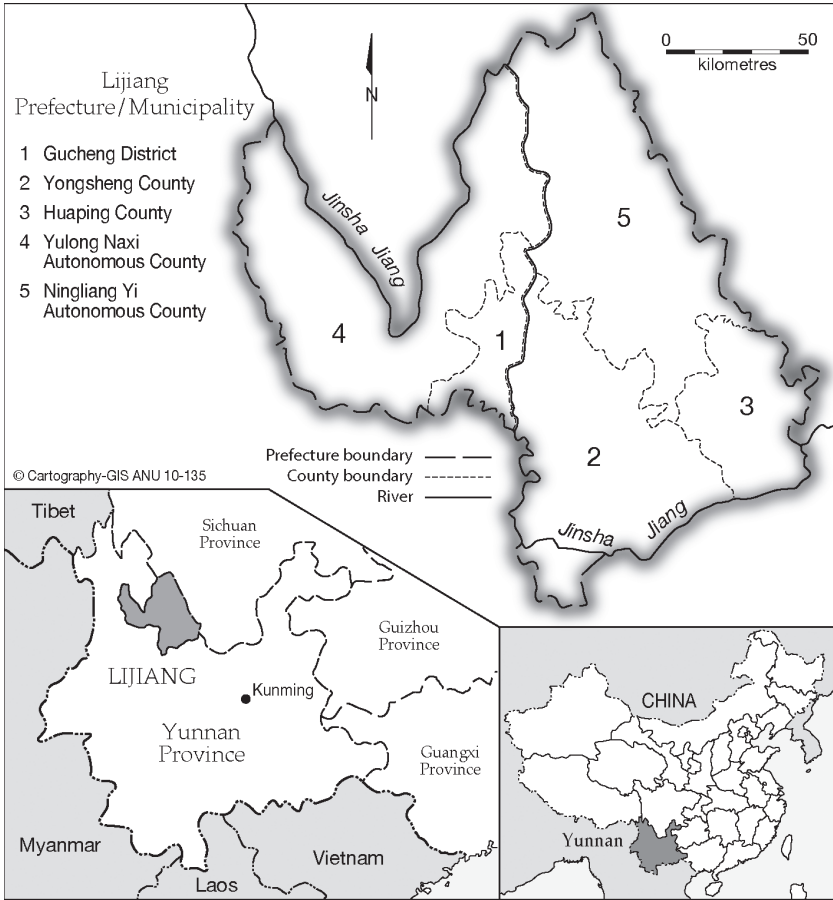 Lijiang
Prefecture/Municipality
1 Gucheng District
2 Yongsheng County
3 Huaping County
4 Yulong Naxi
Autonomous County
5 Ningliang Yi
Autonomous County
N
0 50
kilometres
Jinsha Jiang
5
4
1
3
2
Prefecture boundary
County boundary
River
Jinsha Jiang
© Cartography-GIS ANU 10-135
Tibet
Sichuan
Province
Guizhou
Province
LIJIANG
Kunming
Yunnan
Province
Guangxi
Province
Myanmar
Vietnam
Laos
CHINA
Yunnan